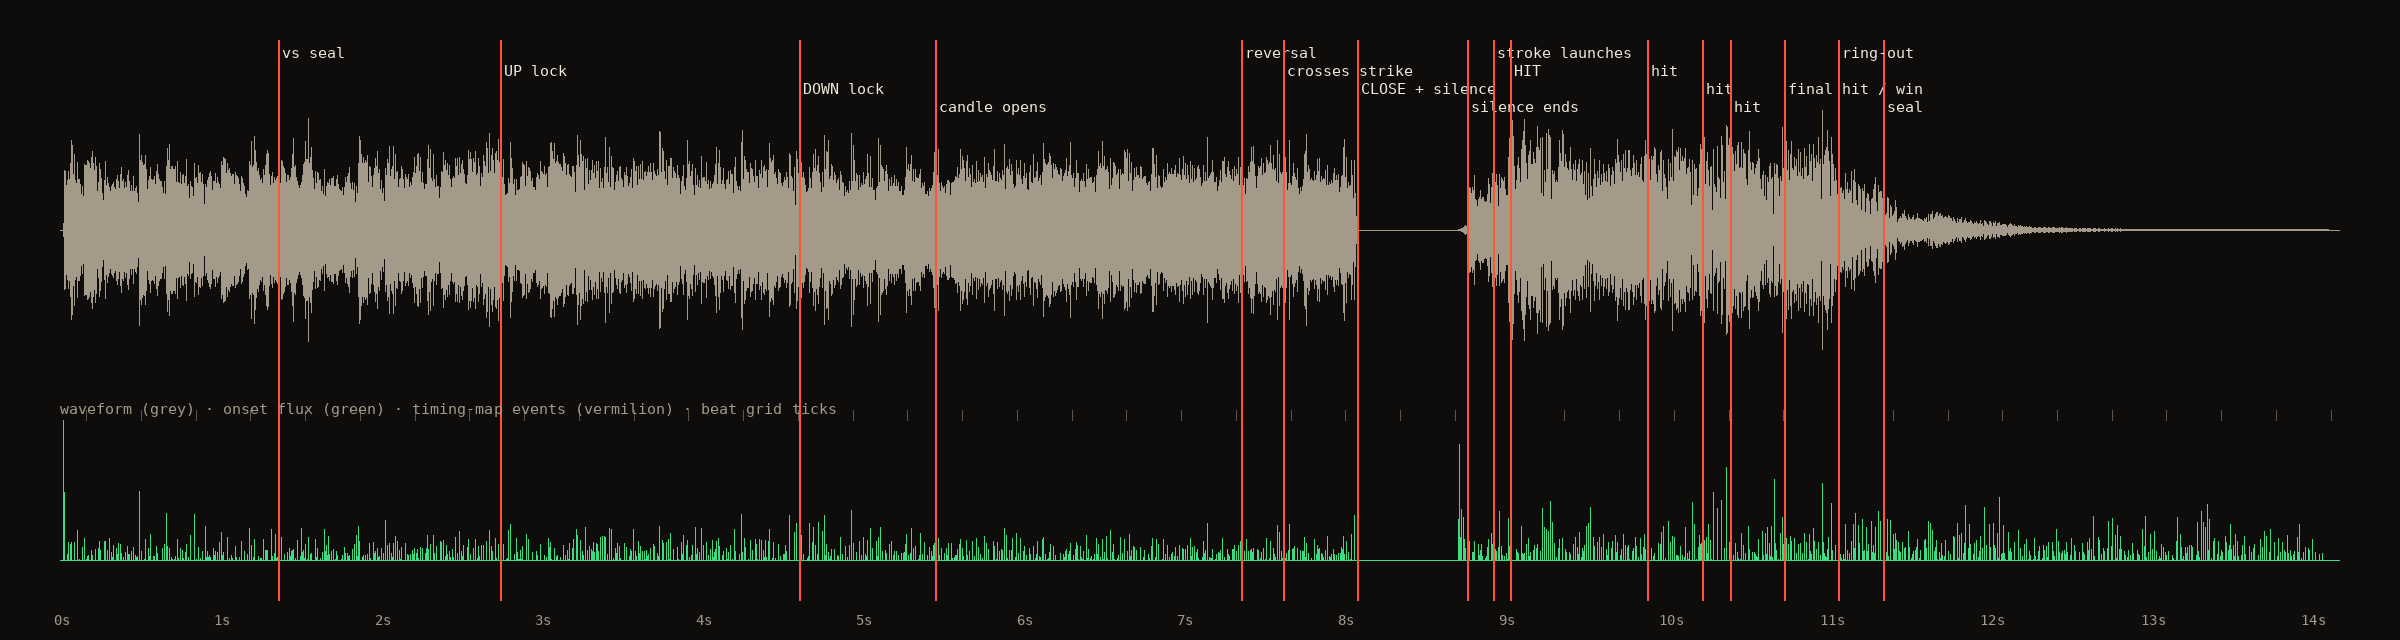 vs seal
reversal
stroke launches
ring-out
UP lock
crosses strike
HIT
hit
DOWN lock
CLOSE + silence
hit
final hit / win
candle opens
silence ends
hit
seal
waveform (grey) · onset flux (green) · timing-map events (vermilion) · beat grid ticks
0s 1s 2s 3s 4s 5s 6s 7s 8s 9s 10s 11s 12s 13s 14s